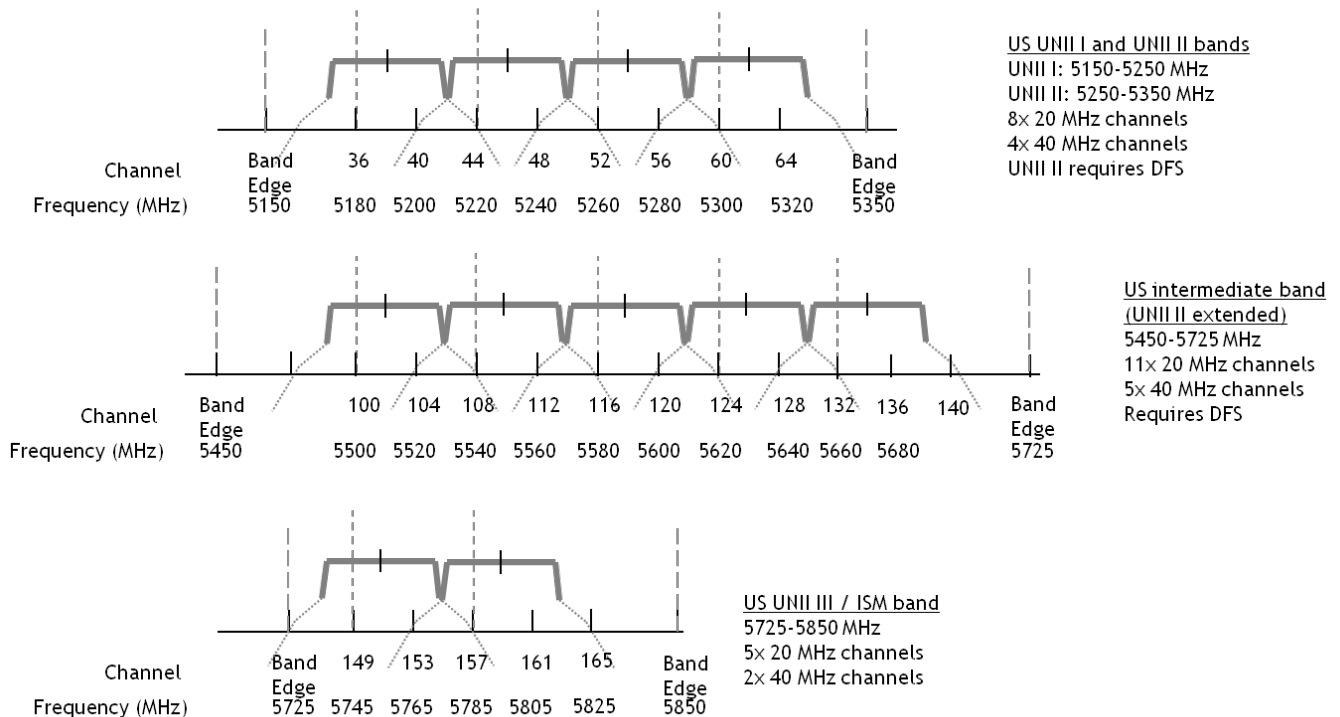 US UNII I and UNII II bands
UNII I: 5150-5250 MHz
UNII II: 5250-5350 MHz
8x 20 MHz channels
4x 40 MHz channels
UNII II requires DFS
Channel Band Edge 36 40 44 48 52 56 60 64 Band Edge
Frequency (MHz) 5150 5180 5200 5220 5240 5260 5280 5300 5320 5350
US intermediate band
(UNII II extended)
5450-5725 MHz
11x 20 MHz channels
5x 40 MHz channels
Requires DFS
Channel Band Edge 100 104 108 112 116 120 124 128 132 136 140 Band Edge
Frequency (MHz) 5450 5500 5520 5540 5560 5580 5600 5620 5640 5660 5680 5725
US UNII III / ISM band
5725-5850 MHz
5x 20 MHz channels
2x 40 MHz channels
Channel Band Edge 149 153 157 161 165 Band Edge
Frequency (MHz) 5725 5745 5765 5785 5805 5825 5850